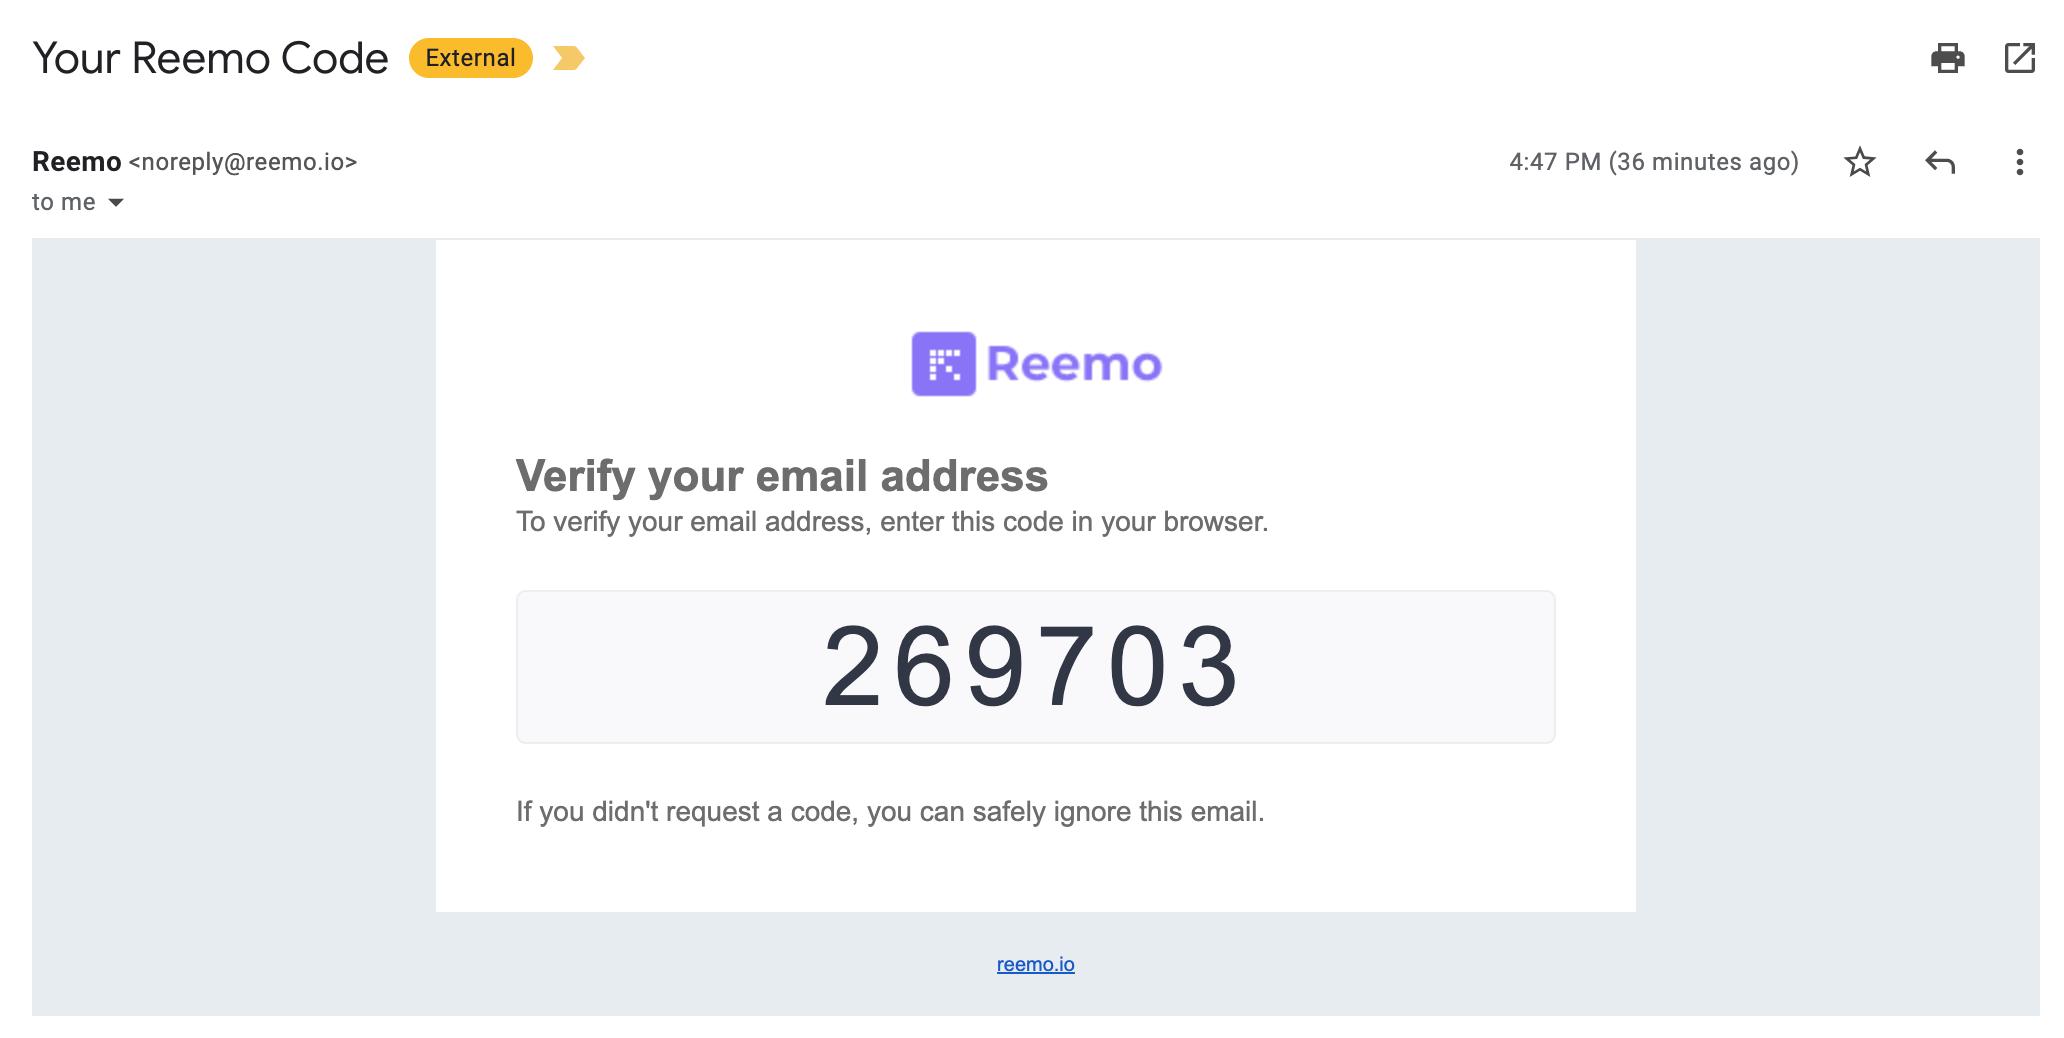 Your Reemo Code External
Reemo <noreply@reemo.io> 4:47 PM (36 minutes ago)
to me
Reemo
Verify your email address
To verify your email address, enter this code in your browser.
269703
If you didn't request a code, you can safely ignore this email.
reemo.io